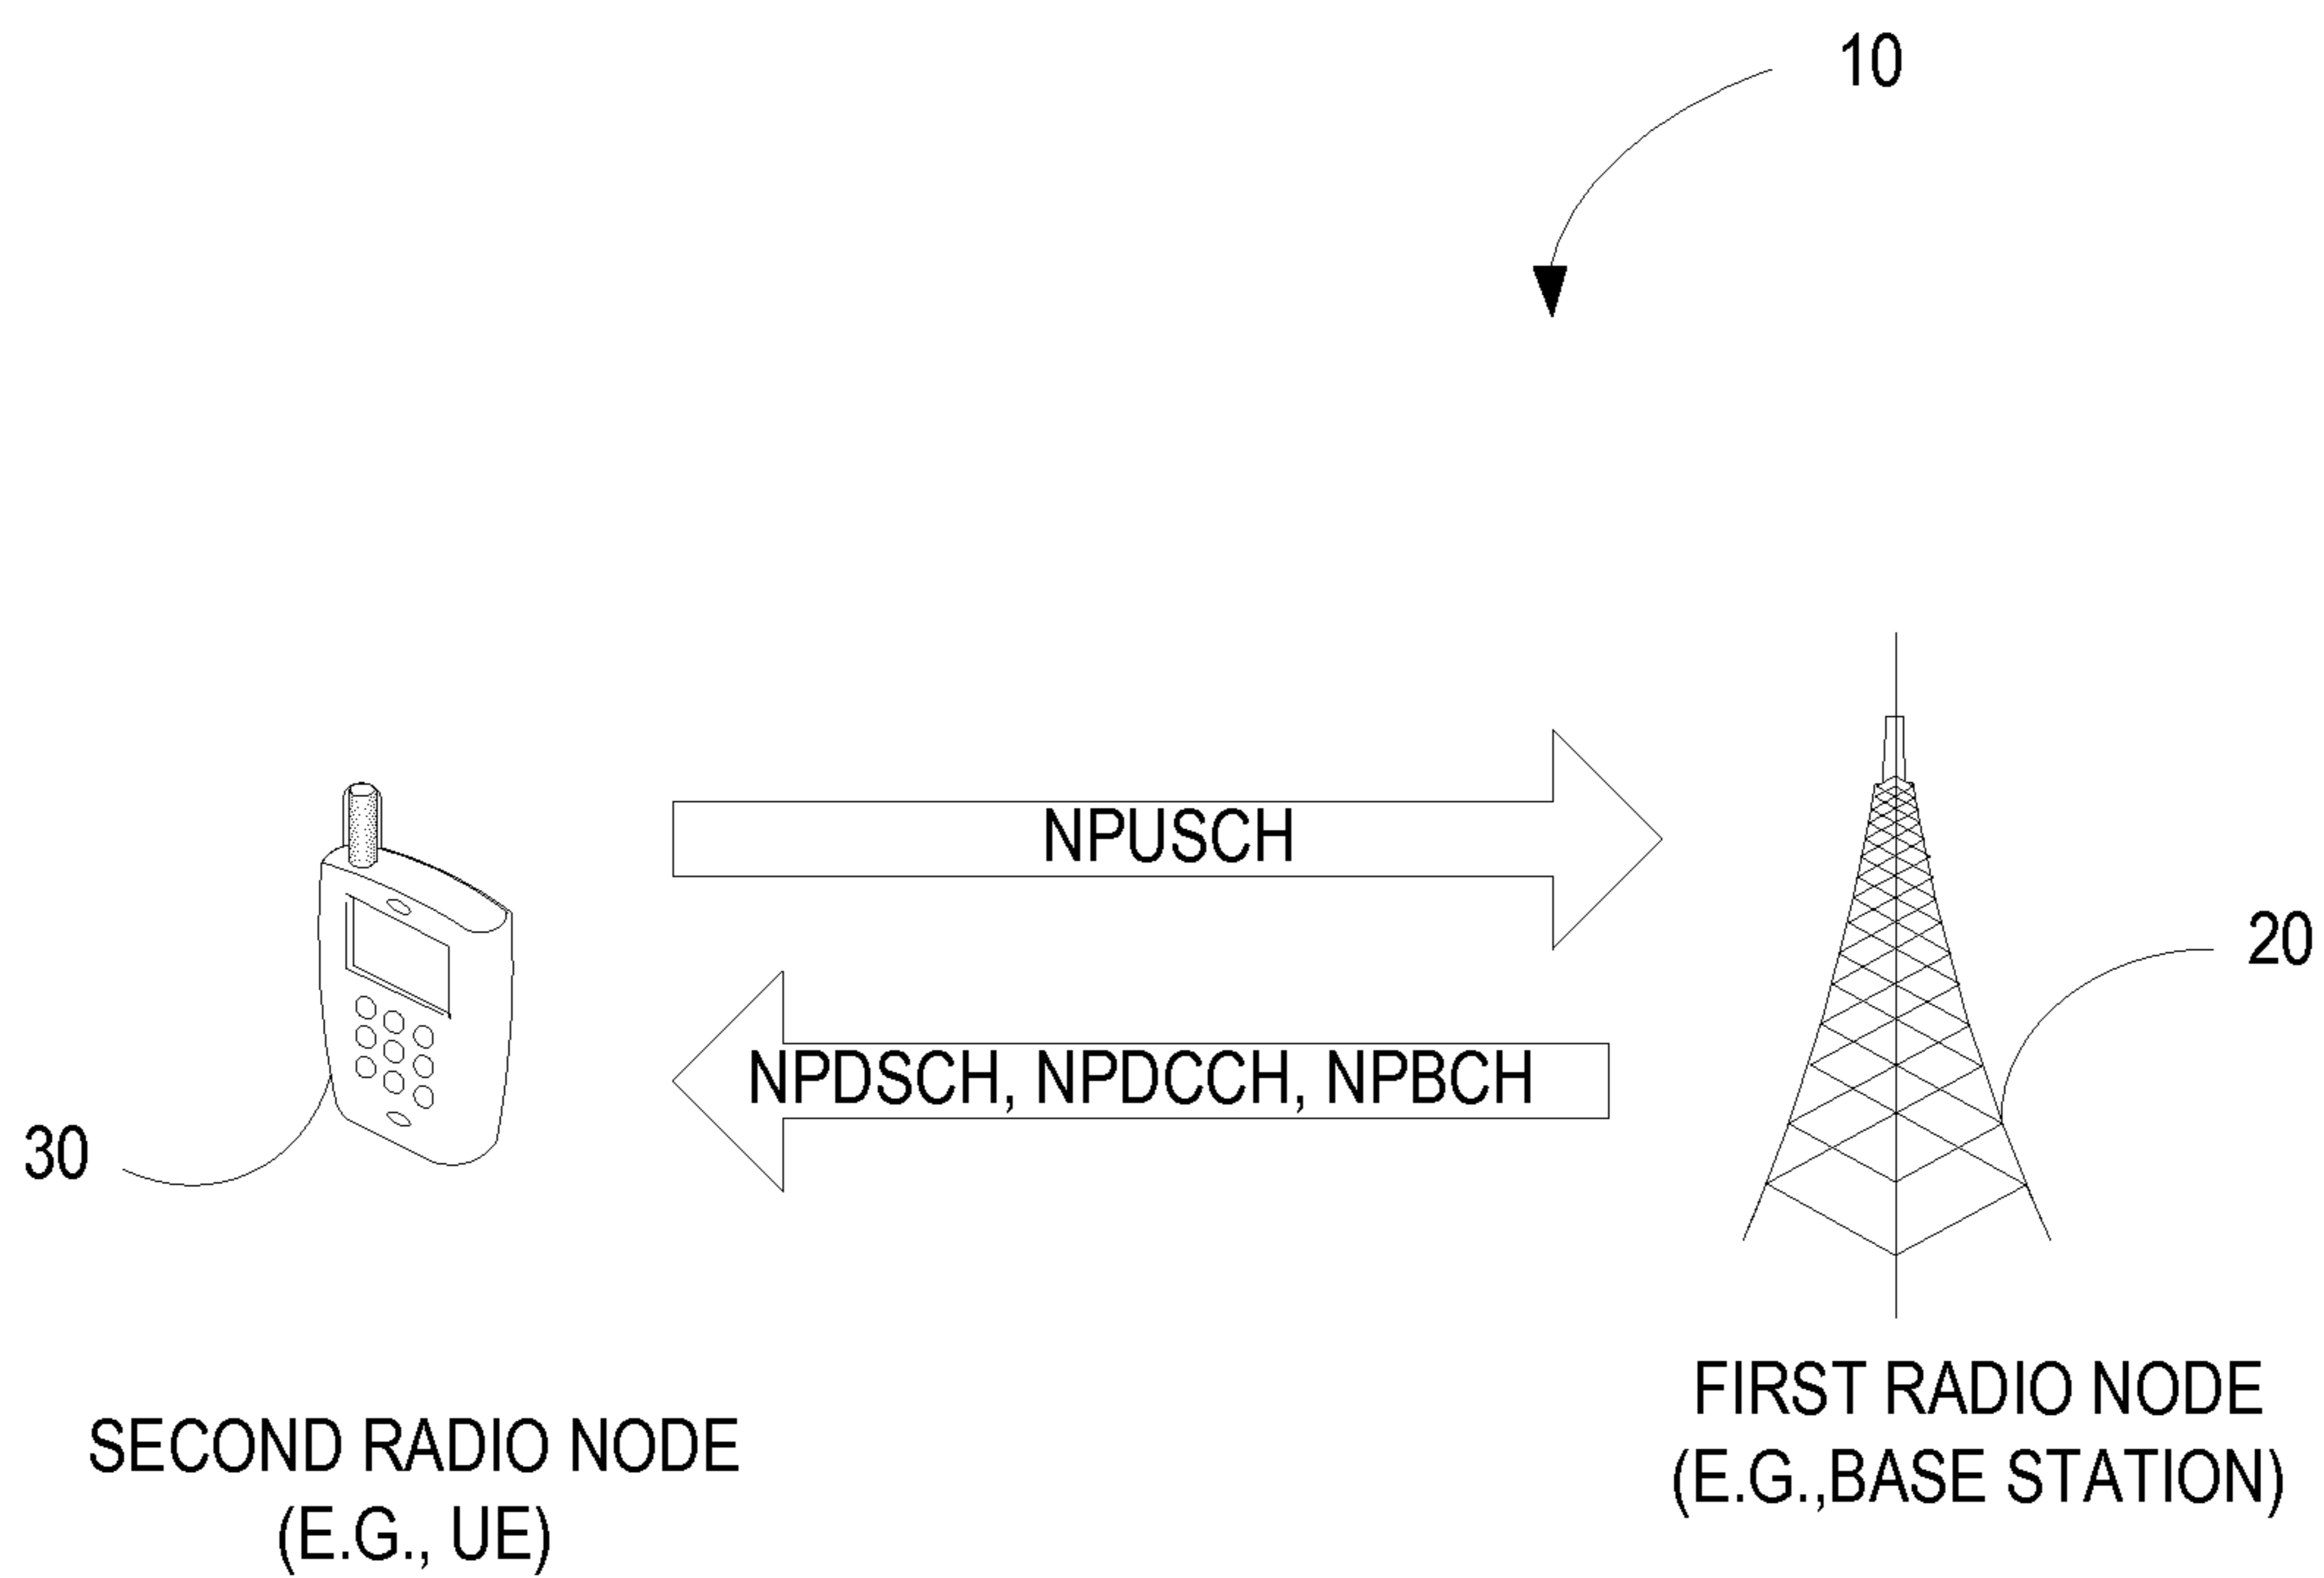 10
NPUSCH
20
NPDSCH, NPDCCH, NPBCH
30
FIRST RADIO NODE
(E.G.,BASE STATION)
SECOND RADIO NODE
(E.G., UE)